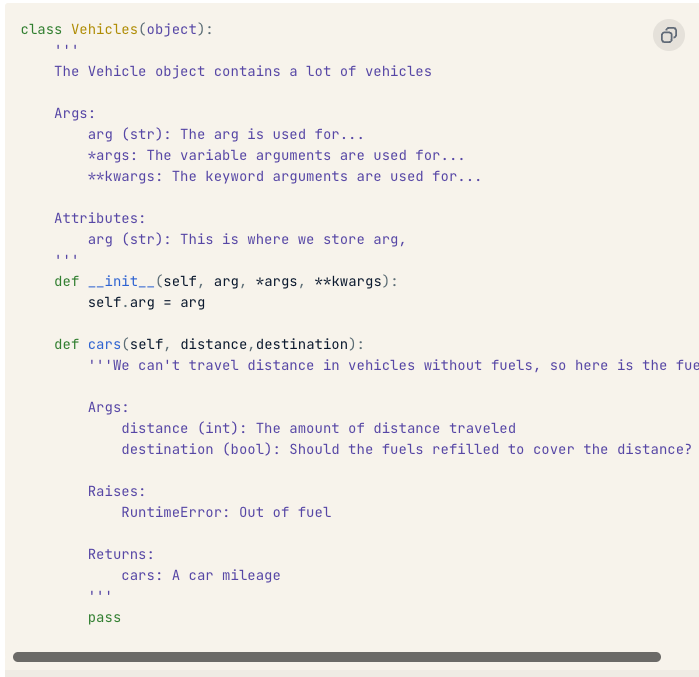 class Vehicles(object):
    '''
    The Vehicle object contains a lot of vehicles

    Args:
        arg (str): The arg is used for...
        *args: The variable arguments are used for...
        **kwargs: The keyword arguments are used for...

    Attributes:
        arg (str): This is where we store arg,
    '''
    def __init__(self, arg, *args, **kwargs):
        self.arg = arg

    def cars(self, distance,destination):
        '''We can't travel distance in vehicles without fuels, so here is the fue

        Args:
            distance (int): The amount of distance traveled
            destination (bool): Should the fuels refilled to cover the distance?

        Raises:
            RuntimeError: Out of fuel

        Returns:
            cars: A car mileage
        '''
        pass